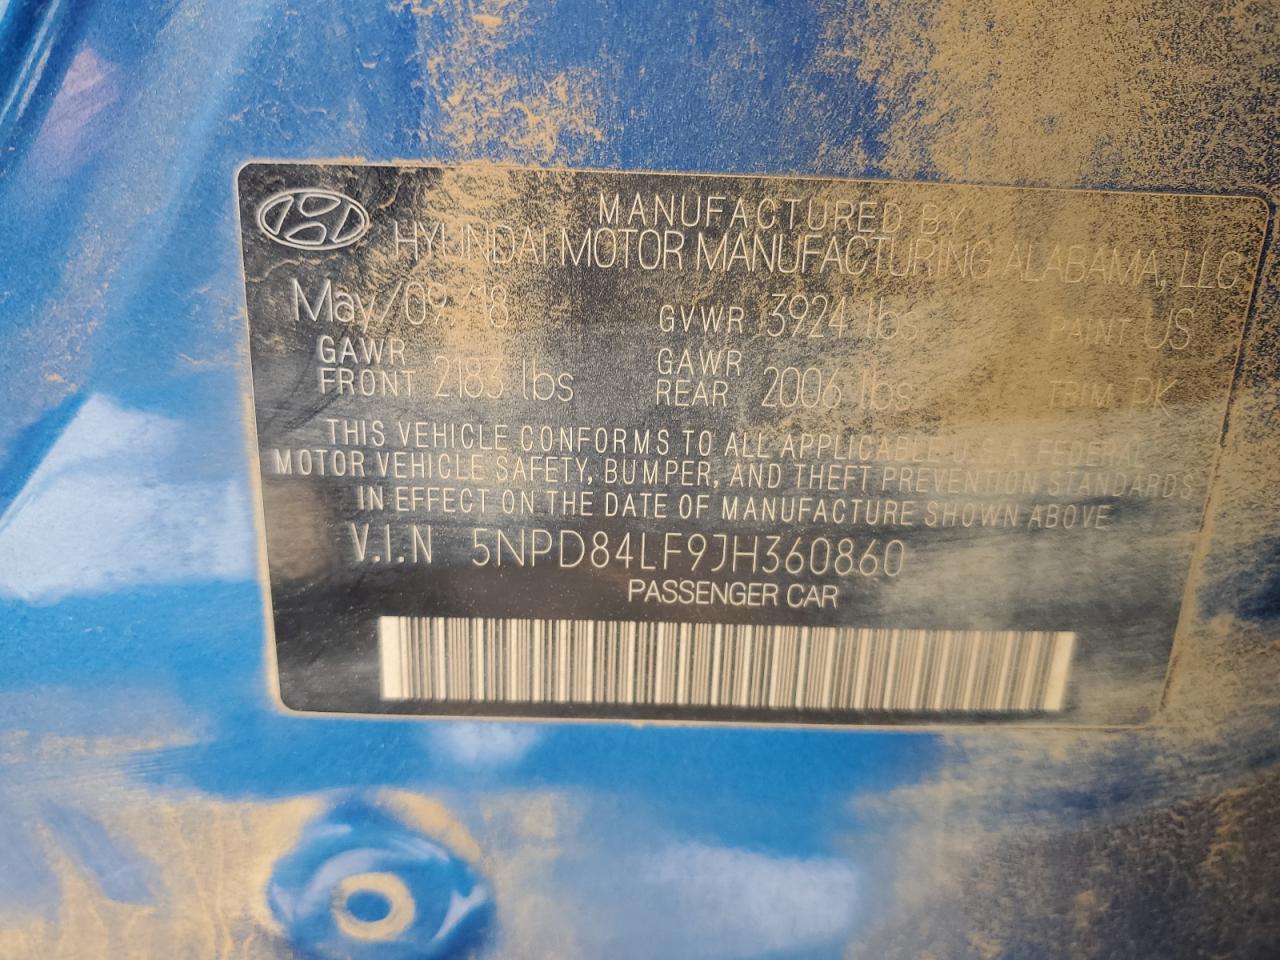 MANUFACTURED BY
HYUNDAI MOTOR MANUFACTURING ALABAMA, LLC
May/09/18 GVWR 3924 lbs PAINT US
GAWR FRONT 2183 lbs GAWR REAR 2006 lbs TRIM PK
THIS VEHICLE CONFORMS TO ALL APPLICABLE U.S.A FEDERAL
MOTOR VEHICLE SAFETY, BUMPER, AND THEFT PREVENTION STANDARDS
IN EFFECT ON THE DATE OF MANUFACTURE SHOWN ABOVE
V.I.N 5NPD84LF9JH360860
PASSENGER CAR